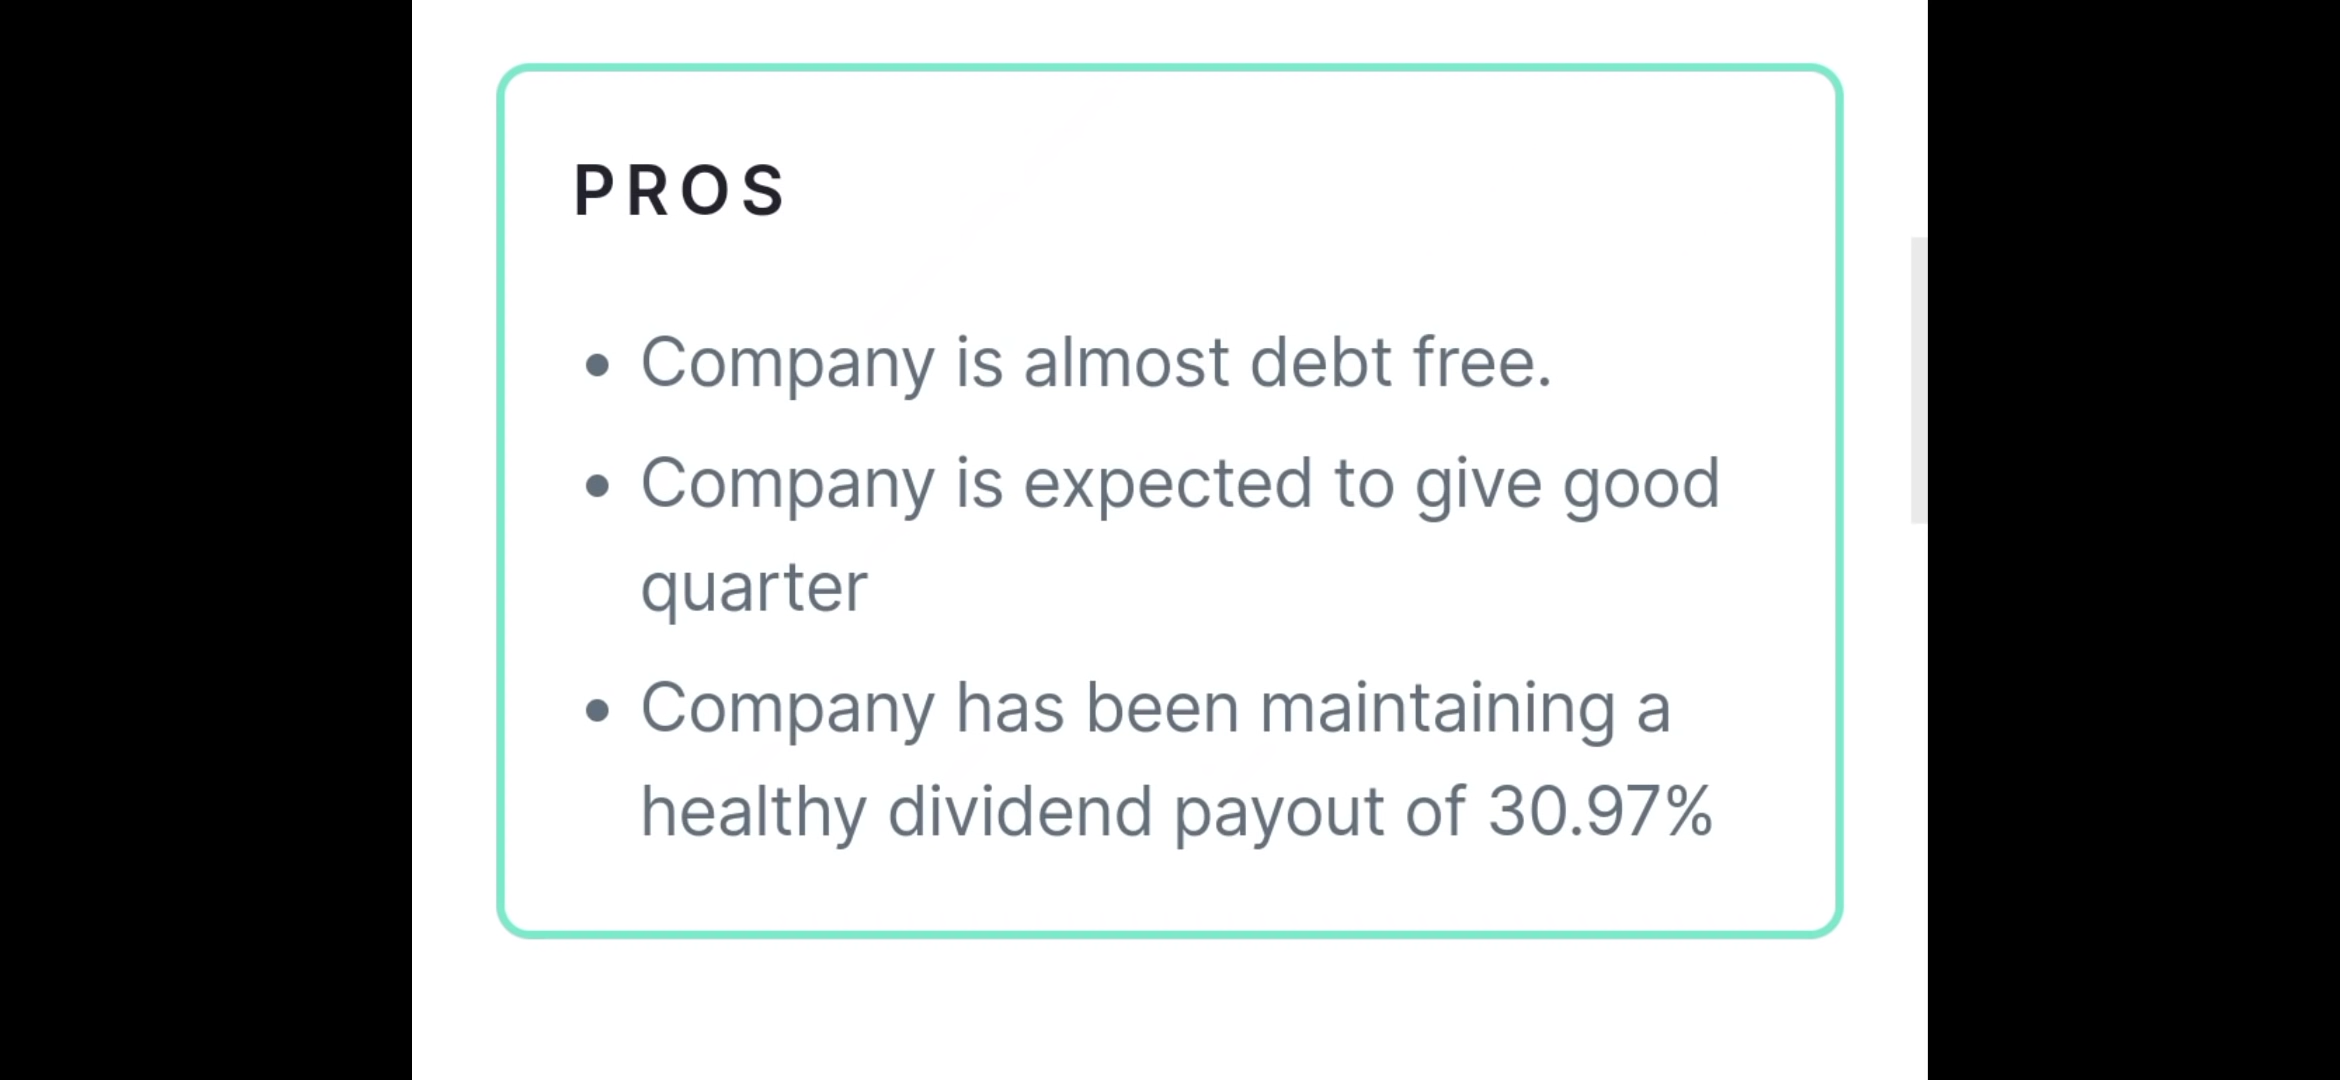 PROS
• Company is almost debt free.
• Company is expected to give good
quarter
• Company has been maintaining a
healthy dividend payout of 30.97%